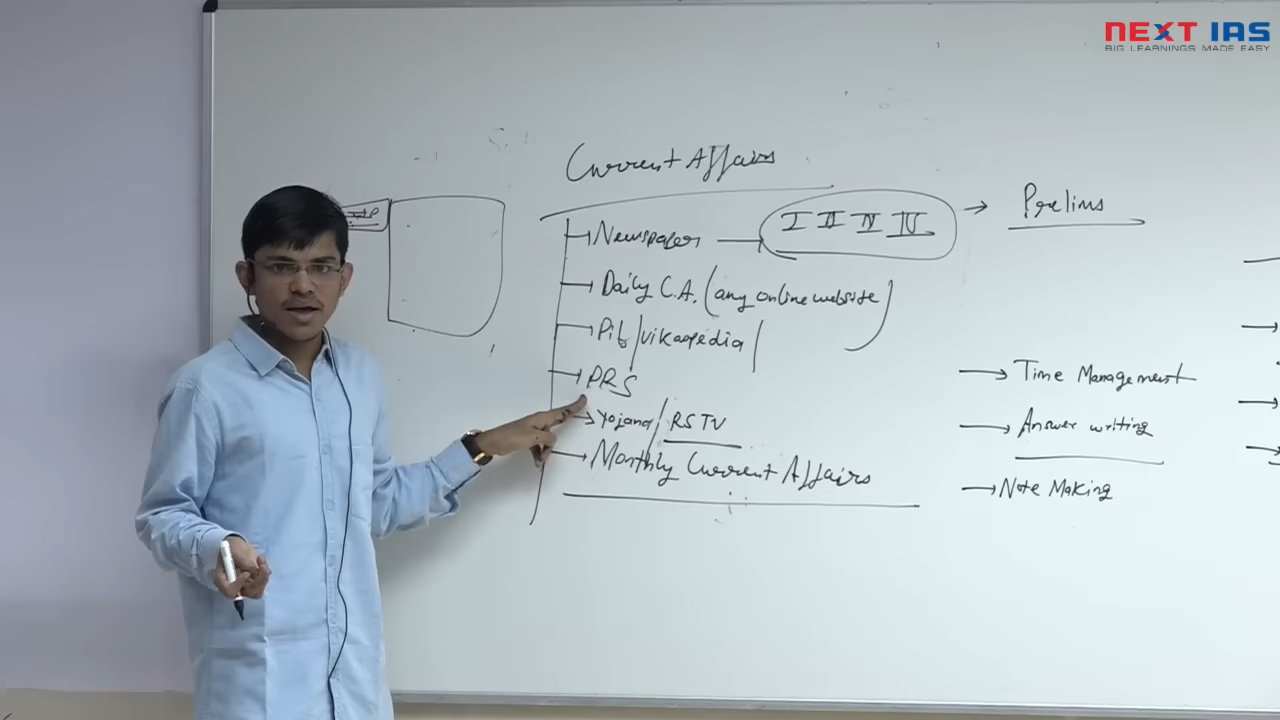 NEXT IAS
BIG LEARNINGS MADE EASY
Current Affairs
Newspaper
I II IV IV
Prelims
Daily C.A. (any online website)
Pib/vikaspedia/
PRS
Yojana/RSTV
Monthly Current Affairs
Time Management
Answer writing
Note Making